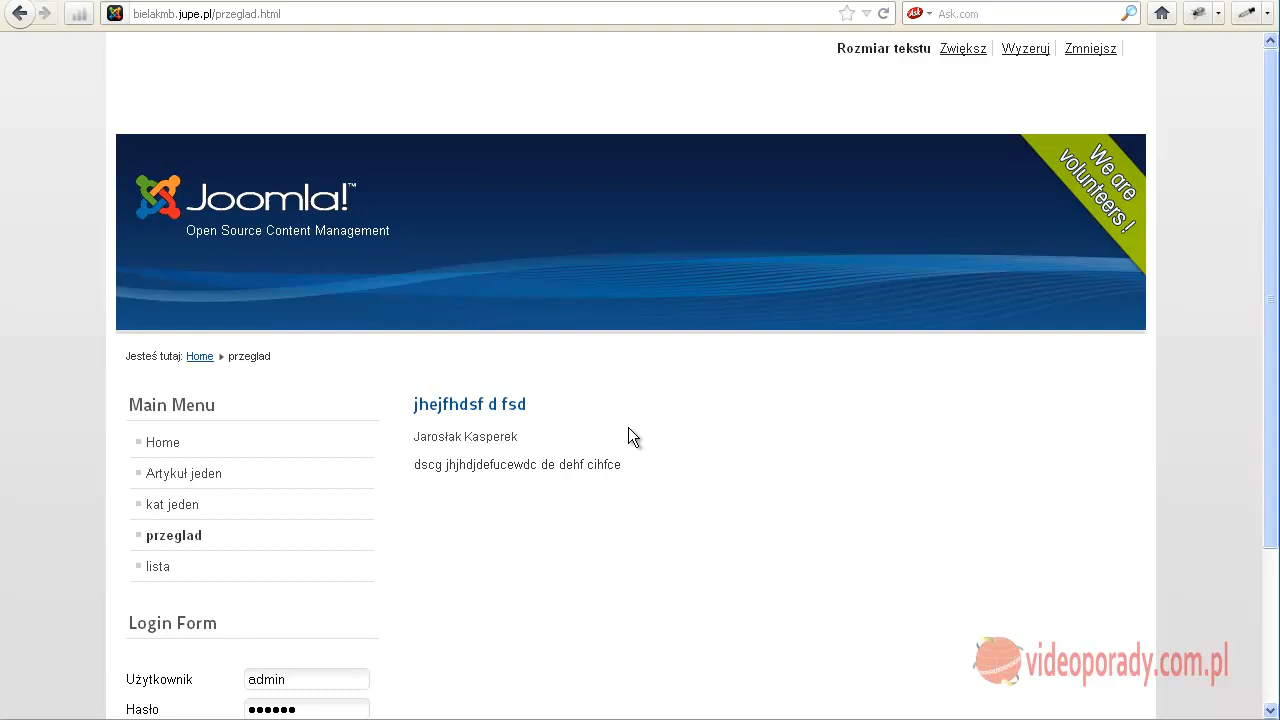 bielakmb.jupe.pl/przeglad.html
Ask.com
Rozmiar tekstu Zwiększ Wyzeruj Zmniejsz
Joomla!™
Open Source Content Management
We are
volunteers !
Jesteś tutaj: Home przeglad
Main Menu
Home
Artykuł jeden
kat jeden
przeglad
lista
jhejfhdsf d fsd
Jarosłak Kasperek
dscg jhjhdjdefucewdc de dehf cihfce
Login Form
Użytkownik admin
Hasło ●●●●●●
videoporady.com.pl